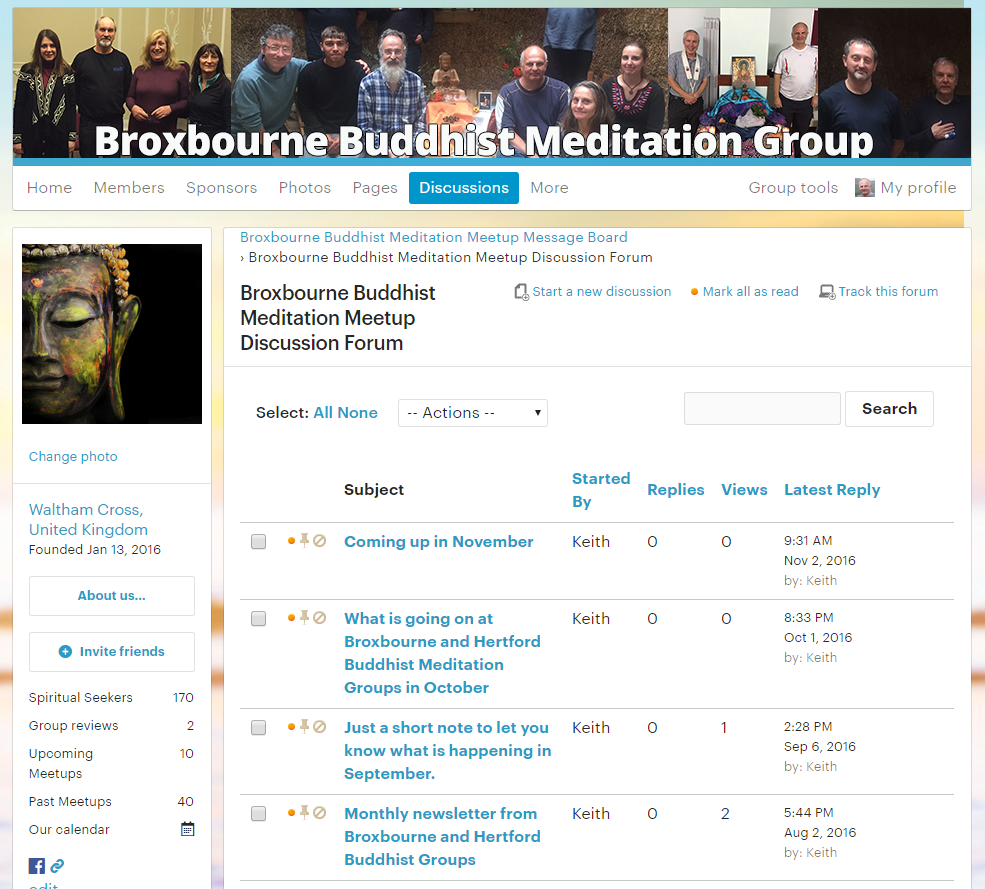 Broxbourne Buddhist Meditation Group
Home Members Sponsors Photos Pages Discussions More Group tools My profile
Broxbourne Buddhist Meditation Meetup Message Board
› Broxbourne Buddhist Meditation Meetup Discussion Forum
Broxbourne Buddhist
Meditation Meetup
Discussion Forum
Start a new discussion Mark all as read Track this forum
Change photo
Waltham Cross,
United Kingdom
Founded Jan 13, 2016
About us...
Invite friends
Spiritual Seekers 170
Group reviews 2
Upcoming
Meetups 10
Past Meetups 40
Our calendar
edit
Select: All None -- Actions -- Search
Subject Started
By Replies Views Latest Reply
Coming up in November Keith 0 0 9:31 AM
Nov 2, 2016
by: Keith
What is going on at
Broxbourne and Hertford
Buddhist Meditation
Groups in October Keith 0 0 8:33 PM
Oct 1, 2016
by: Keith
Just a short note to let you
know what is happening in
September. Keith 0 1 2:28 PM
Sep 6, 2016
by: Keith
Monthly newsletter from
Broxbourne and Hertford
Buddhist Groups Keith 0 2 5:44 PM
Aug 2, 2016
by: Keith